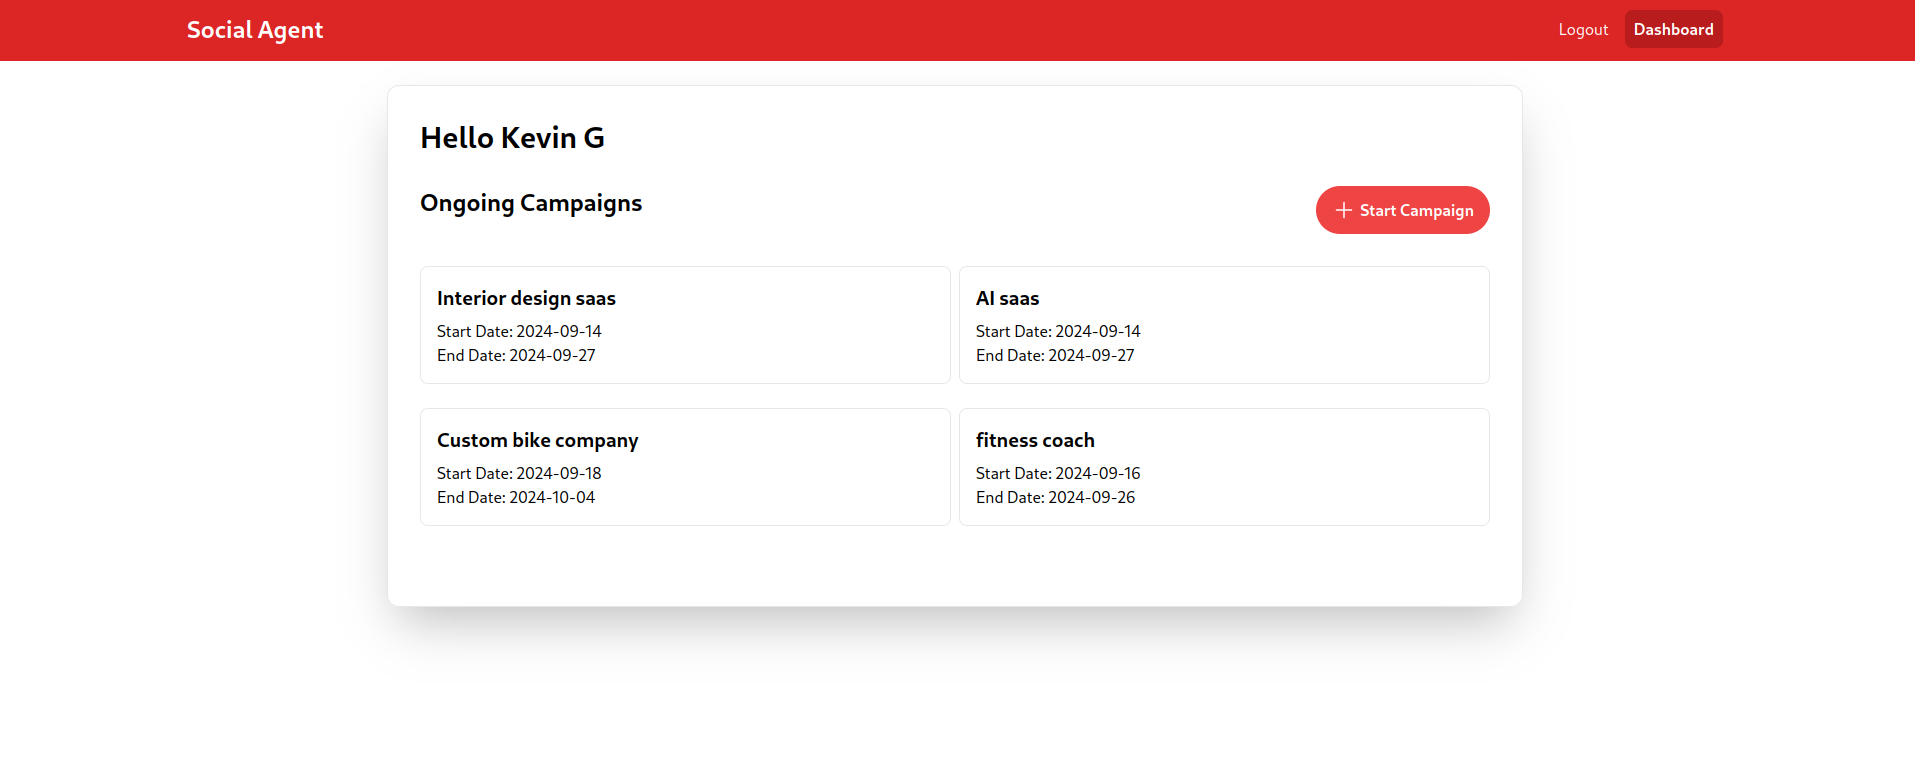 Social Agent
Logout
Dashboard
Hello Kevin G
Ongoing Campaigns
Start Campaign
Interior design saas
Start Date: 2024-09-14
End Date: 2024-09-27
AI saas
Start Date: 2024-09-14
End Date: 2024-09-27
Custom bike company
Start Date: 2024-09-18
End Date: 2024-10-04
fitness coach
Start Date: 2024-09-16
End Date: 2024-09-26